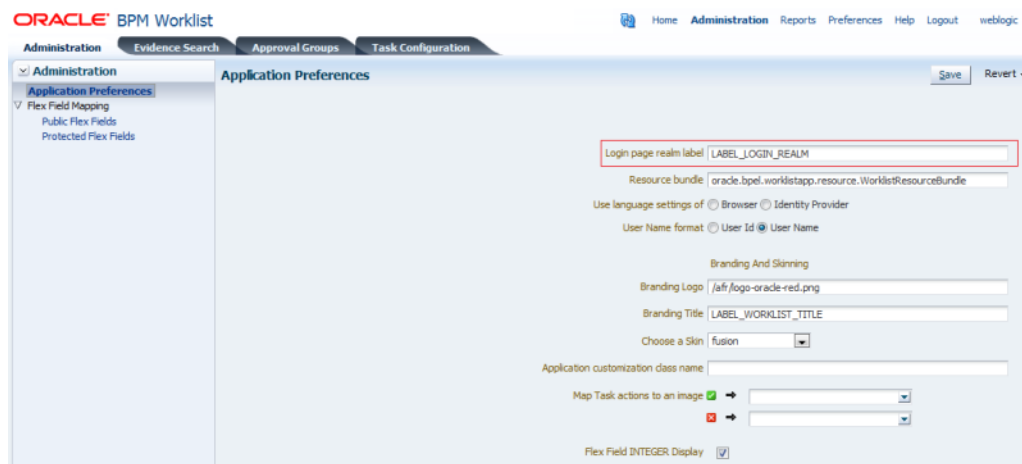 ORACLE BPM Worklist
Home Administration Reports Preferences Help Logout weblogic
Administration Evidence Search Approval Groups Task Configuration
Administration
Application Preferences
Flex Field Mapping
Public Flex Fields
Protected Flex Fields
Application Preferences
Save Revert
Login page realm label LABEL_LOGIN_REALM
Resource bundle oracle.bpel.worklistapp.resource.WorklistResourceBundle
Use language settings of Browser Identity Provider
User Name format User Id User Name
Branding And Skinning
Branding Logo /afr/logo-oracle-red.png
Branding Title LABEL_WORKLIST_TITLE
Choose a Skin fusion
Application customization class name
Map Task actions to an image
Flex Field INTEGER Display